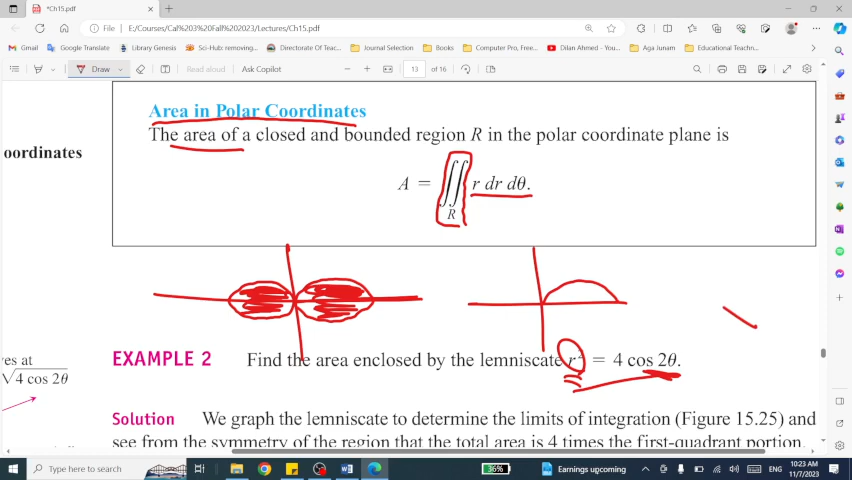 *Ch15.pdf
File
E:/Courses/Cal%203%20Fall%202023/Lectures/Ch15.pdf
Gmail
Google Translate
Library Genesis
Sci-Hub: removing...
Directorate Of Teac...
Journal Selection
Books
Computer Pro, Free...
Dilan Ahmed - You...
Aga Junam
Educational Teachn...
Draw
Read aloud
Ask Copilot
13
of 16
Area in Polar Coordinates
The area of a closed and bounded region R in the polar coordinate plane is
oordinates
A = ∬ r dr dθ.
R
EXAMPLE 2 Find the area enclosed by the lemniscate r² = 4 cos 2θ.
es at
√4 cos 2θ
Solution We graph the lemniscate to determine the limits of integration (Figure 15.25) and
see from the symmetry of the region that the total area is 4 times the first-quadrant portion.
Type here to search
36%
Earnings upcoming
ENG
10:23 AM
11/7/2023